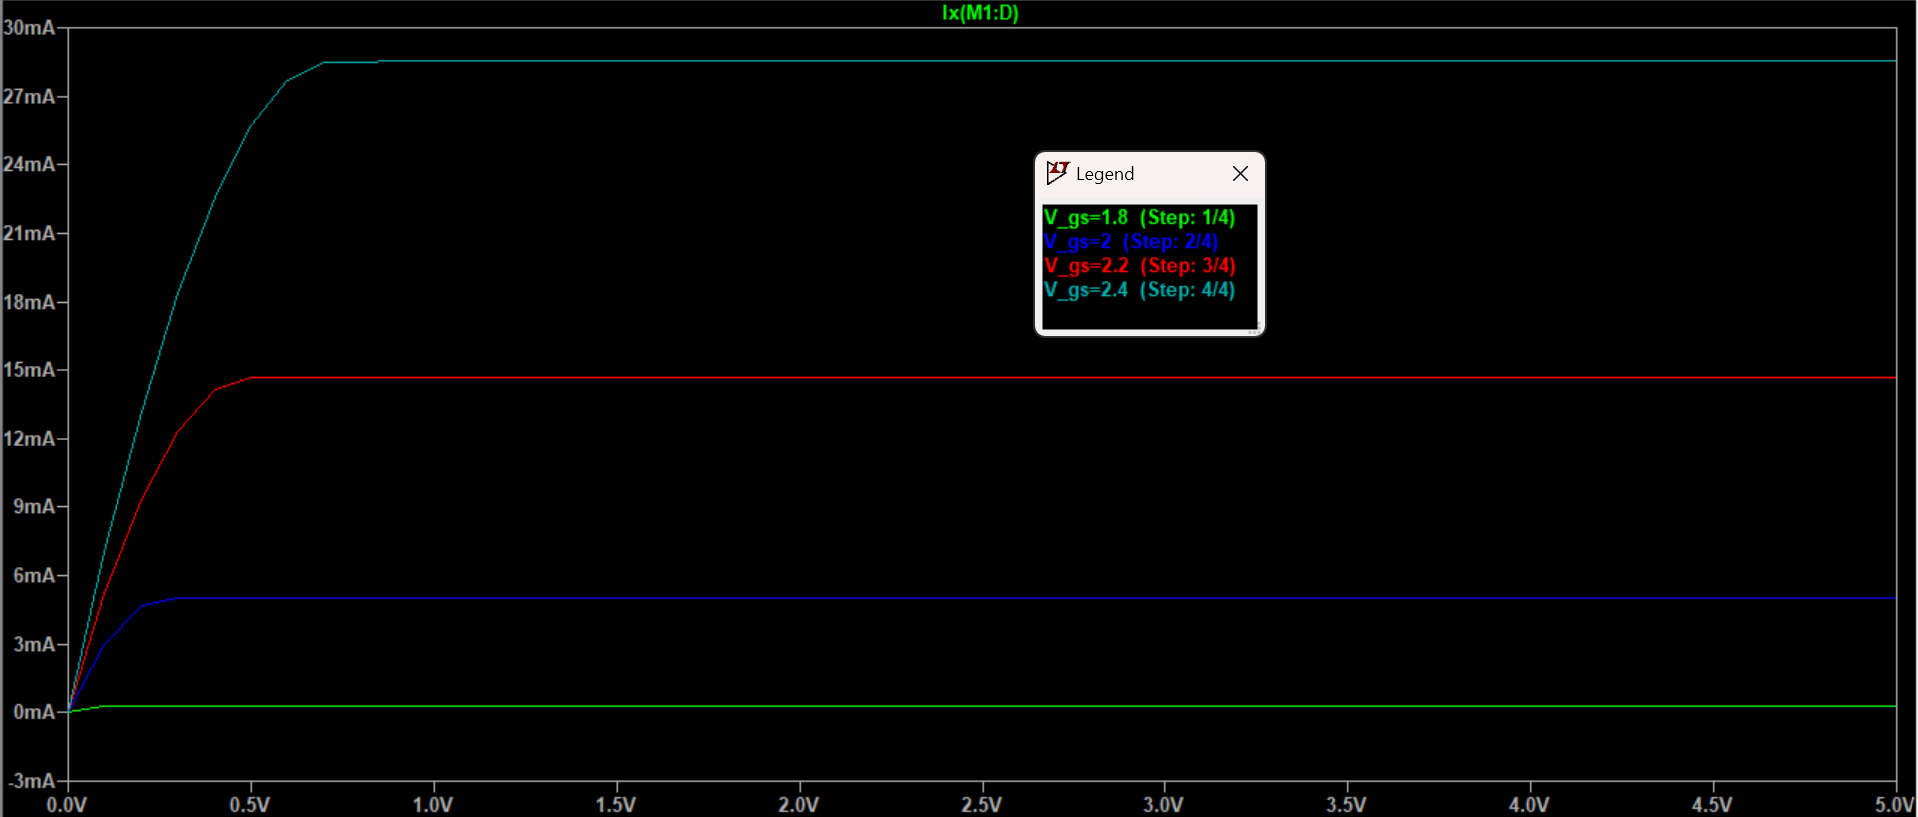 Ix(M1:D)
30mA
27mA
24mA
21mA
18mA
15mA
12mA
9mA
6mA
3mA
0mA
-3mA
Legend
V_gs=1.8 (Step: 1/4)
V_gs=2 (Step: 2/4)
V_gs=2.2 (Step: 3/4)
V_gs=2.4 (Step: 4/4)
0.0V 0.5V 1.0V 1.5V 2.0V 2.5V 3.0V 3.5V 4.0V 4.5V 5.0V